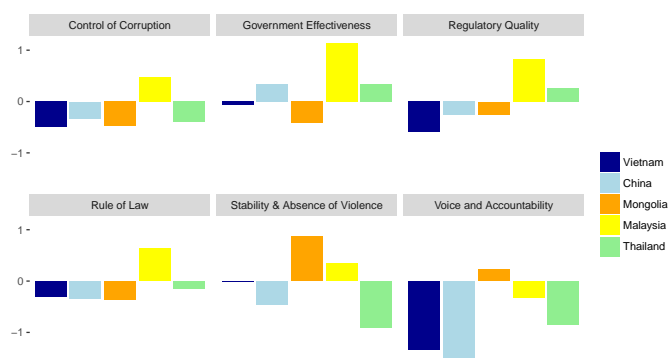 Control of Corruption
Government Effectiveness
Regulatory Quality
1
0
−1
Rule of Law
Stability & Absence of Violence
Voice and Accountability
1
0
−1
Vietnam
China
Mongolia
Malaysia
Thailand